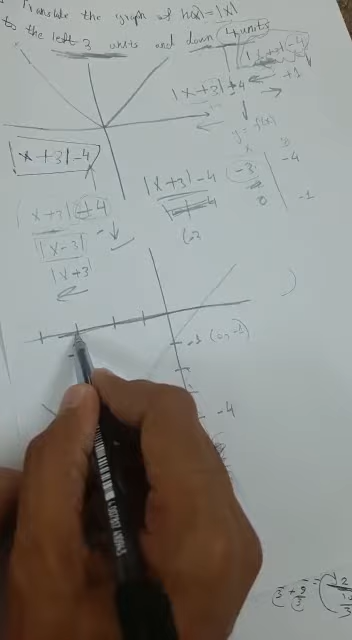 Translate the graph of h(x)=|x|
to the left 3 units and down 4 units
|x+3|-4
+1
|x+3|+4
y = f(x)
|x+3|-4
|x+3|-4
-3
-4
0
-1
|x+3|+4
|x-3|
|x+3|
-1 (0,-1)
-4